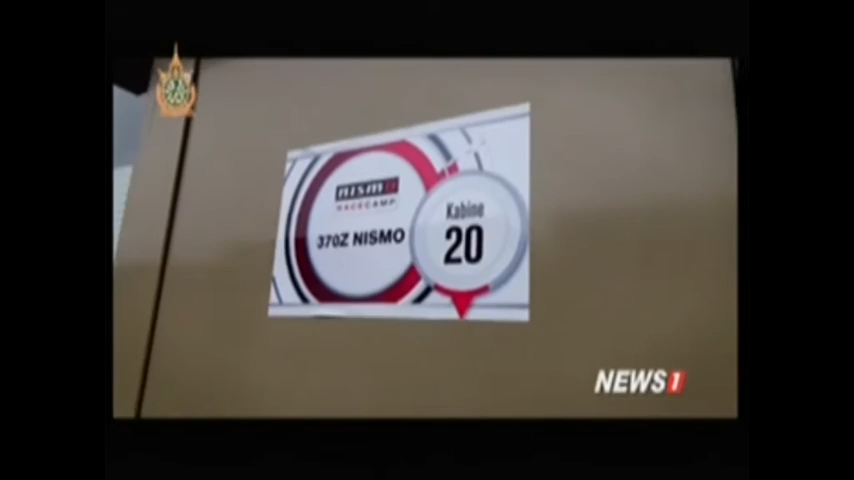 nismo
RACECAMP
370Z NISMO
Kabine
20
NEWS1